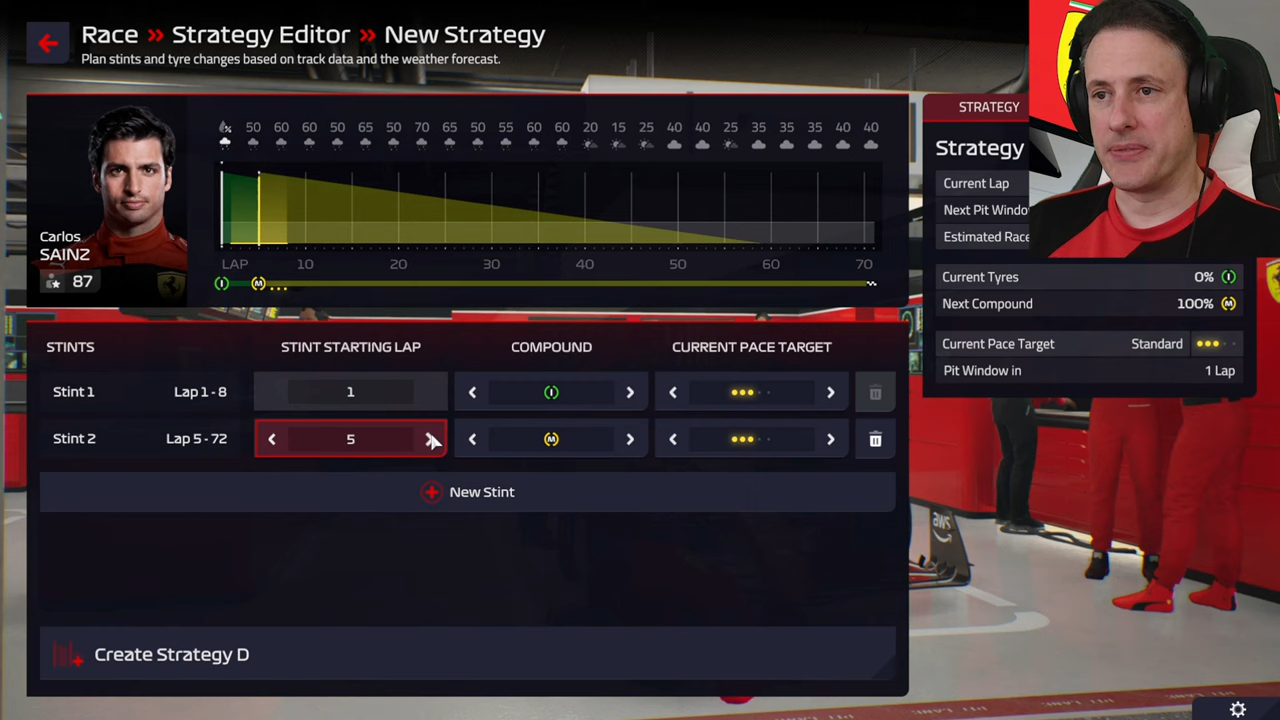 Race » Strategy Editor » New Strategy
Plan stints and tyre changes based on track data and the weather forecast.
Carlos
SAINZ
87
% 50 60 60 50 65 50 70 65 50 55 60 60 20 15 25 40 40 25 35 35 35 40 40
LAP 10 20 30 40 50 60 70
I M
STINTS STINT STARTING LAP COMPOUND CURRENT PACE TARGET
Stint 1 Lap 1 - 8 1 I
Stint 2 Lap 5 - 72 5 M
New Stint
Create Strategy D
STRATEGY
Strategy
Current Lap
Next Pit Windo
Estimated Race
Current Tyres 0% I
Next Compound 100% M
Current Pace Target Standard
Pit Window in 1 Lap
aws